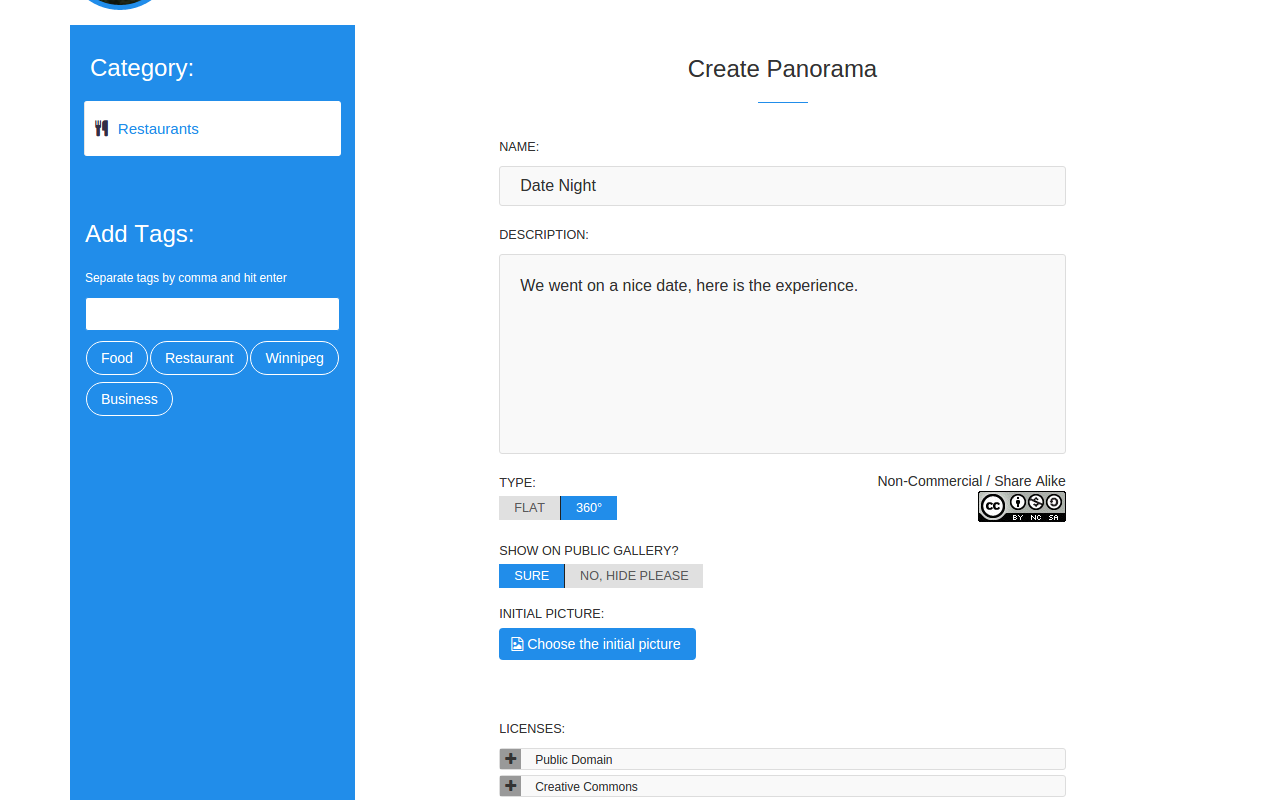 Category:
Restaurants
Add Tags:
Separate tags by comma and hit enter
Food Restaurant Winnipeg
Business
Create Panorama
NAME:
Date Night
DESCRIPTION:
We went on a nice date, here is the experience.
TYPE:
FLAT 360°
Non-Commercial / Share Alike
cc
BY NC SA
SHOW ON PUBLIC GALLERY?
SURE NO, HIDE PLEASE
INITIAL PICTURE:
Choose the initial picture
LICENSES:
Public Domain
Creative Commons